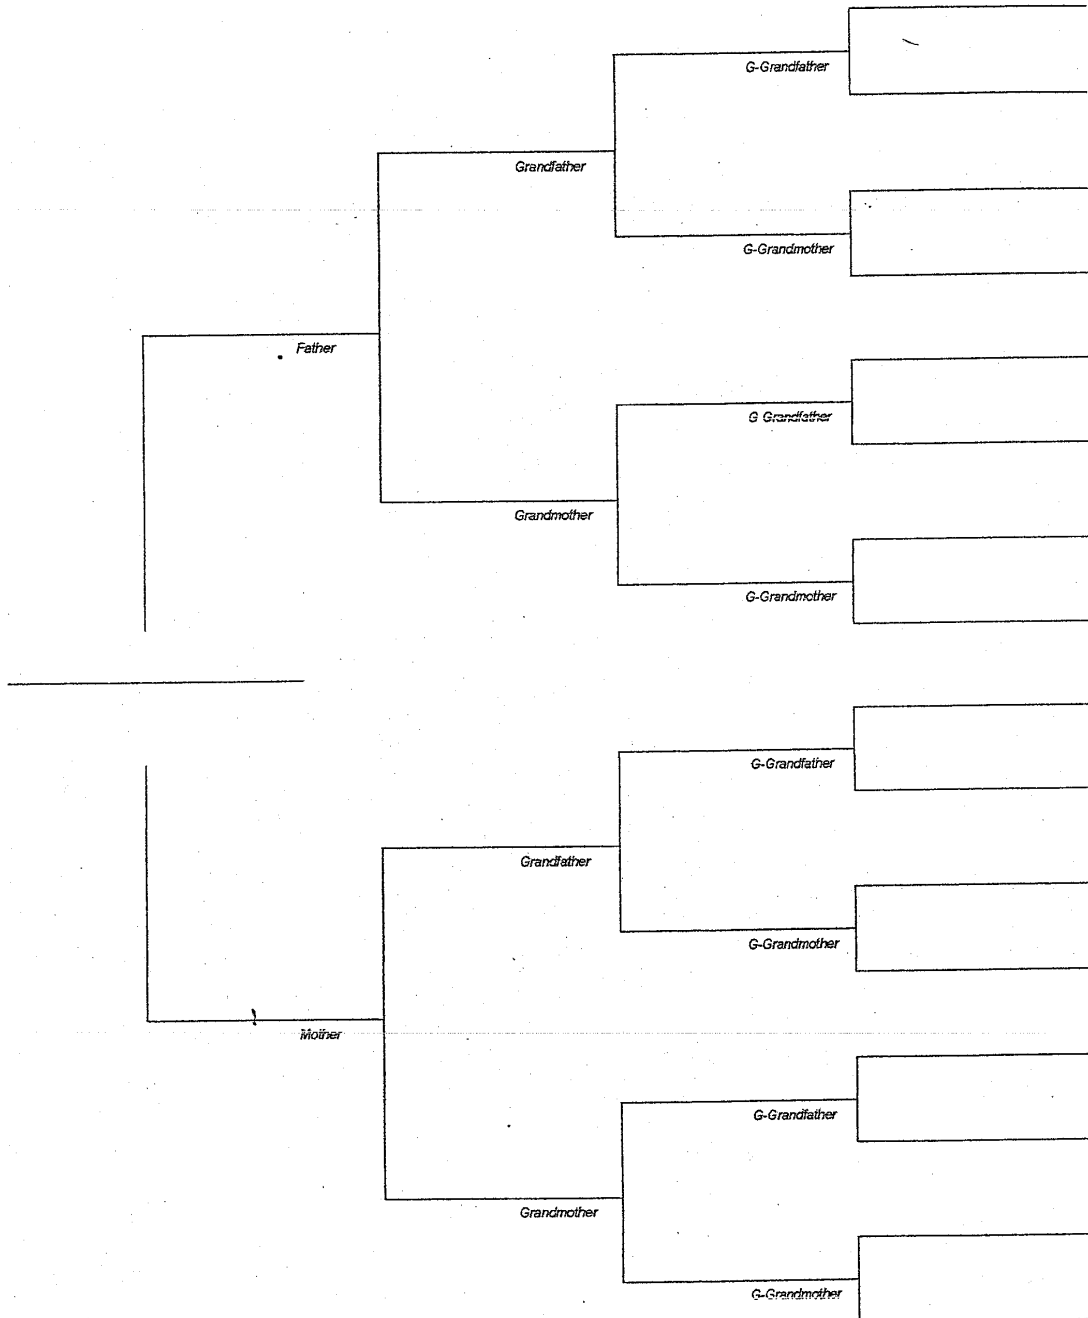 G-Grandfather
Grandfather
G-Grandmother
Father
G Grandfather
Grandmother
G-Grandmother
G-Grandfather
Grandfather
G-Grandmother
Mother
G-Grandfather
Grandmother
G-Grandmother